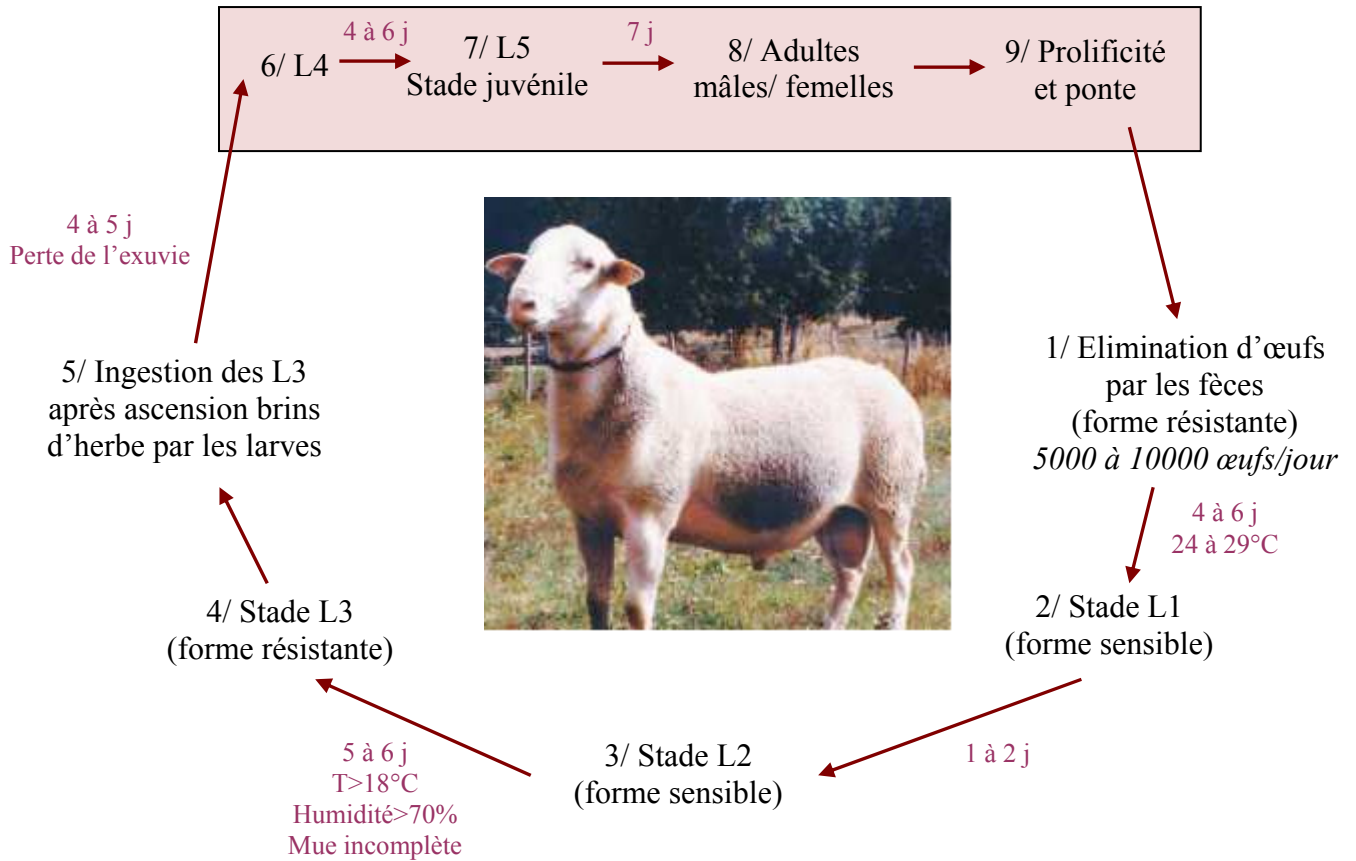 6/ L4
4 à 6 j
7/ L5
Stade juvénile
7 j
8/ Adultes
mâles/ femelles
9/ Prolificité
et ponte
4 à 5 j
Perte de l’exuvie
1/ Elimination d’œufs
par les fèces
(forme résistante)
5000 à 10000 œufs/jour
4 à 6 j
24 à 29°C
2/ Stade L1
(forme sensible)
1 à 2 j
3/ Stade L2
(forme sensible)
5 à 6 j
T>18°C
Humidité>70%
Mue incomplète
4/ Stade L3
(forme résistante)
5/ Ingestion des L3
après ascension brins
d’herbe par les larves